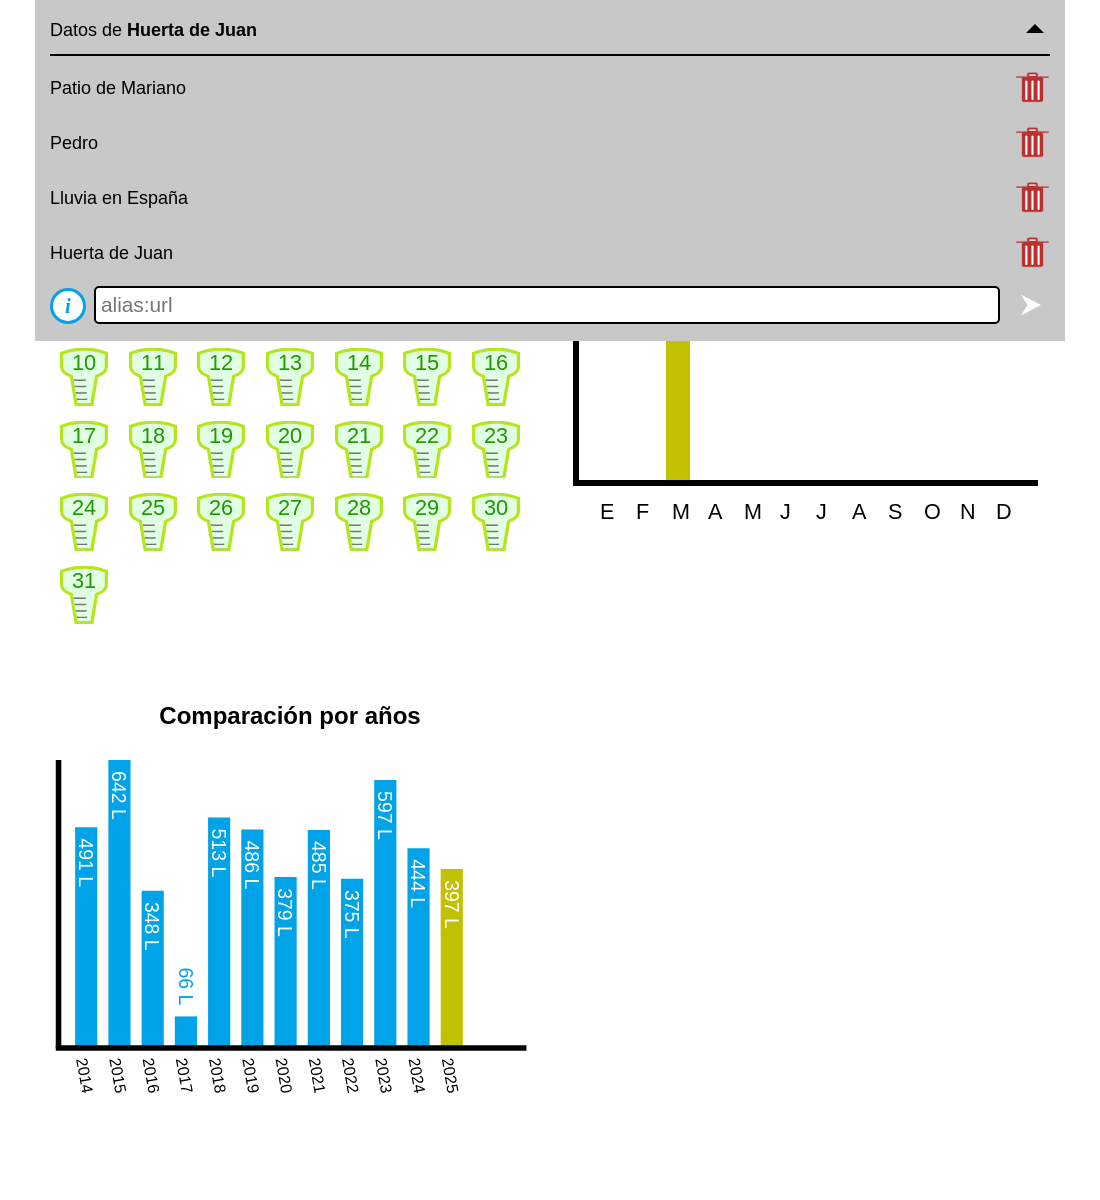 Datos de Huerta de Juan
Patio de Mariano
Pedro
Lluvia en España
Huerta de Juan
i alias:url
10 11 12 13 14 15 16
17 18 19 20 21 22 23
24 25 26 27 28 29 30
31
E F M A M J J A S O N D
Comparación por años
491 L 642 L 348 L 66 L 513 L 486 L 379 L 485 L 375 L 597 L 444 L 397 L
2014 2015 2016 2017 2018 2019 2020 2021 2022 2023 2024 2025